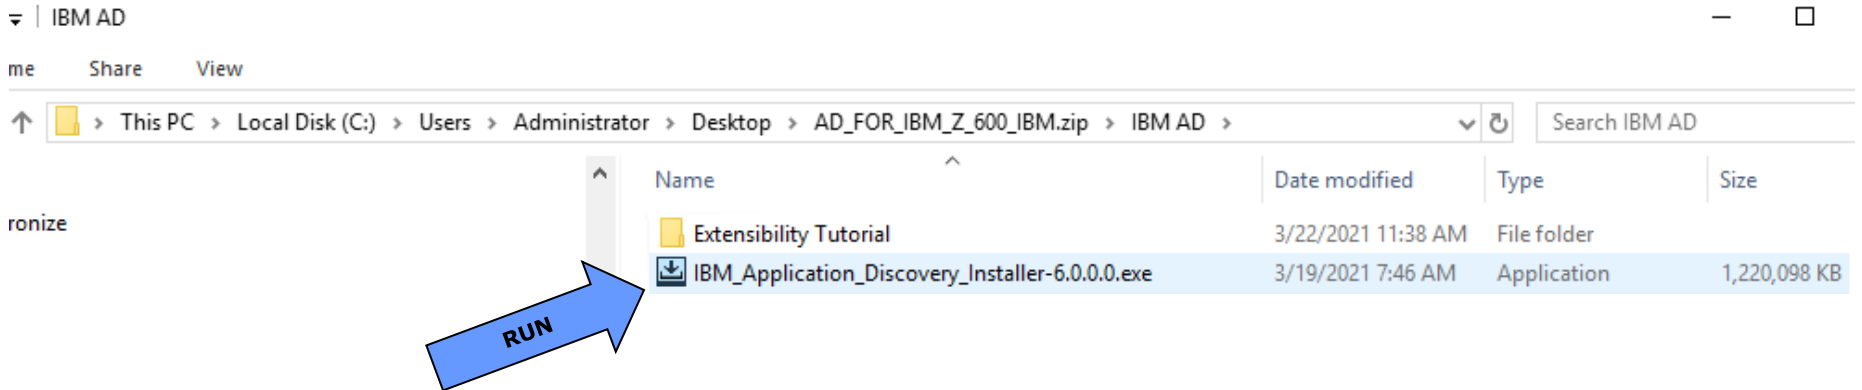 IBM AD
me Share View
This PC > Local Disk (C:) > Users > Administrator > Desktop > AD_FOR_IBM_Z_600_IBM.zip > IBM AD >
Search IBM AD
Name Date modified Type Size
ronize
Extensibility Tutorial 3/22/2021 11:38 AM File folder
IBM_Application_Discovery_Installer-6.0.0.0.exe 3/19/2021 7:46 AM Application 1,220,098 KB
RUN